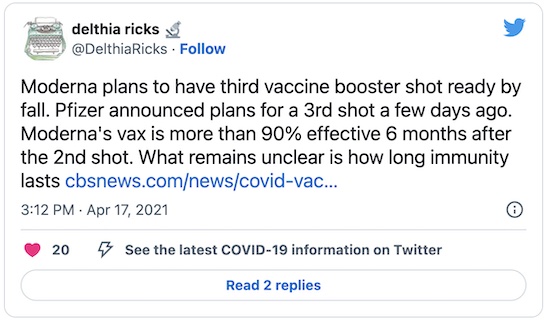 delthia ricks 🔬
@DelthiaRicks · Follow
Moderna plans to have third vaccine booster shot ready by
fall. Pfizer announced plans for a 3rd shot a few days ago.
Moderna's vax is more than 90% effective 6 months after
the 2nd shot. What remains unclear is how long immunity
lasts cbsnews.com/news/covid-vac...
3:12 PM · Apr 17, 2021
20 See the latest COVID-19 information on Twitter
Read 2 replies